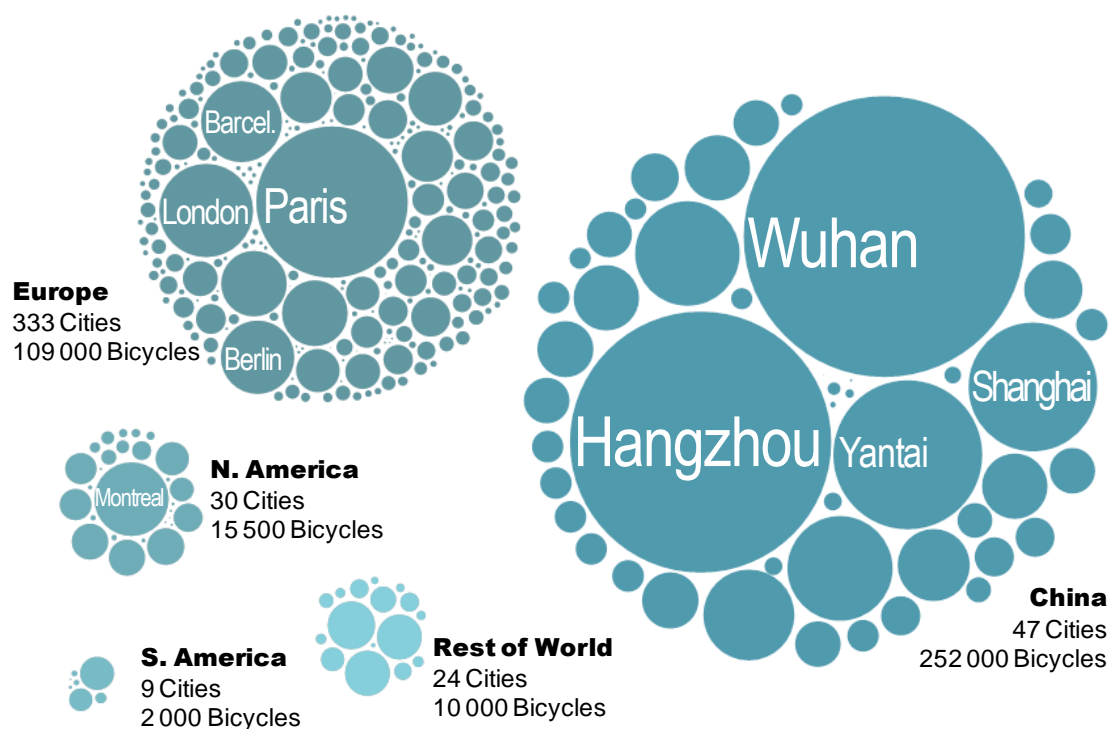 Barcel.
London
Paris
Berlin
Europe
333 Cities
109 000 Bicycles
Wuhan
Shanghai
Hangzhou
Yantai
China
47 Cities
252 000 Bicycles
Montreal
N. America
30 Cities
15 500 Bicycles
S. America
9 Cities
2 000 Bicycles
Rest of World
24 Cities
10 000 Bicycles